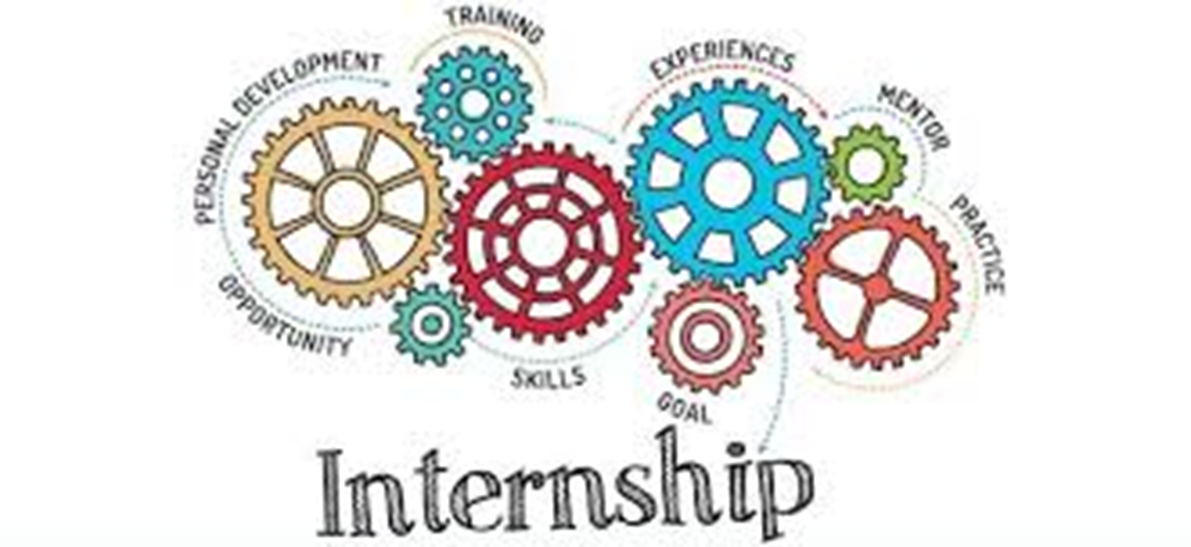 TRAINING
PERSONAL DEVELOPMENT
EXPERIENCES
MENTOR
PRACTICE
OPPORTUNITY
SKILLS
GOAL
Internship